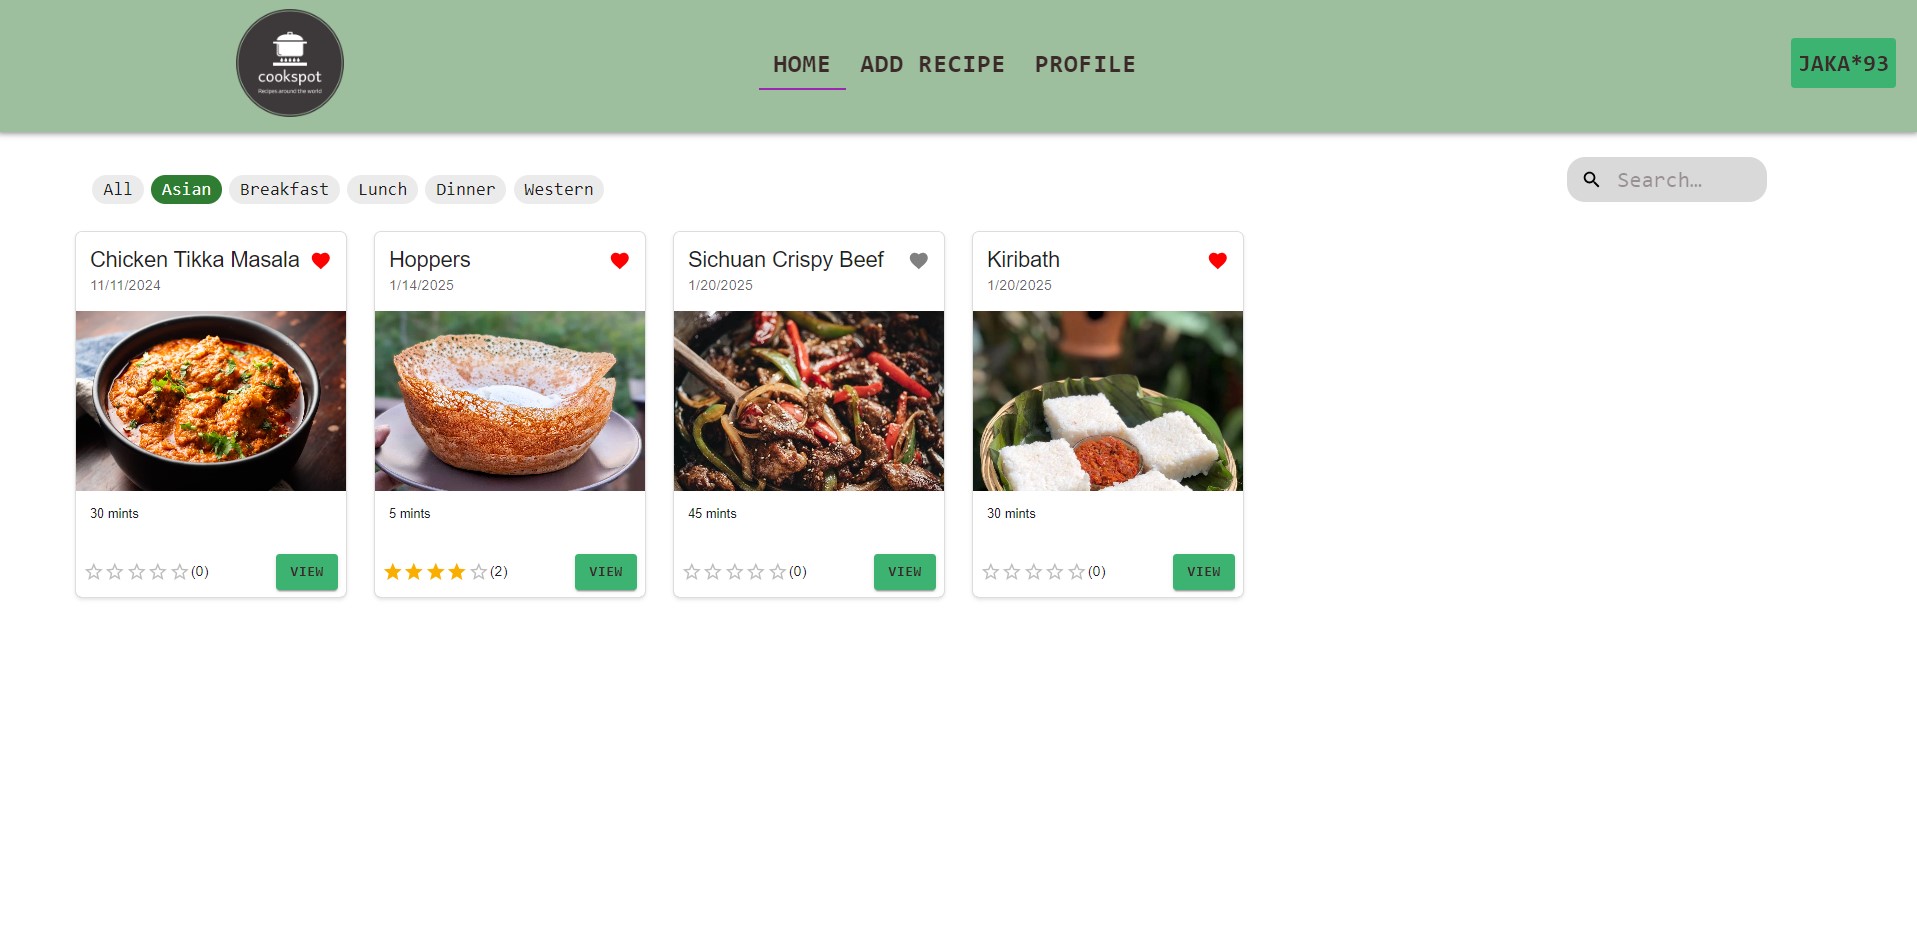 cookspot
Recipes around the world
HOME ADD RECIPE PROFILE
JAKA*93
All Asian Breakfast Lunch Dinner Western
Search…
Chicken Tikka Masala
11/11/2024
30 mints
(0) VIEW
Hoppers
1/14/2025
5 mints
(2) VIEW
Sichuan Crispy Beef
1/20/2025
45 mints
(0) VIEW
Kiribath
1/20/2025
30 mints
(0) VIEW